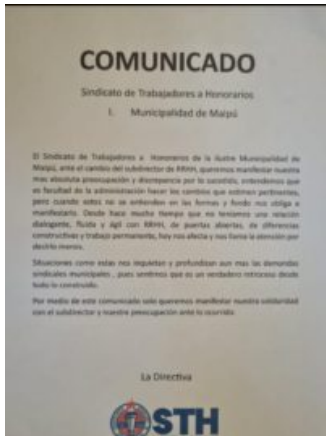 COMUNICADO
Sindicato de Trabajadores a Honorarios
I. Municipalidad de Maipú
El Sindicato de Trabajadores a Honorarios de la Ilustre Municipalidad de
Maipú, ante el cambio del subdirector de RRHH, queremos manifestar nuestra
mas absoluta preocupación y discrepancia por lo sucedido, entendemos que
es facultad de la administración hacer los cambios que estimen pertinentes,
pero cuando estos no se entienden en las formas y fondo nos obliga a
manifestarlo. Desde hace mucho tiempo que no teníamos una relación
dialogante, fluida y ágil con RRHH, de puertas abiertas, de diferencias
constructivas y trabajo permanente, hoy nos afecta y nos llama la atención por
decirlo menos.
Situaciones como estas nos inquietan y profundizan aun mas las demandas
sindicales municipales , pues sentimos que es un verdadero retroceso desde
todo lo construido.
Por medio de este comunicado solo queremos manifestar nuestra solidaridad
con el subdirector y nuestra preocupación ante lo ocurrido.
La Directiva
STH